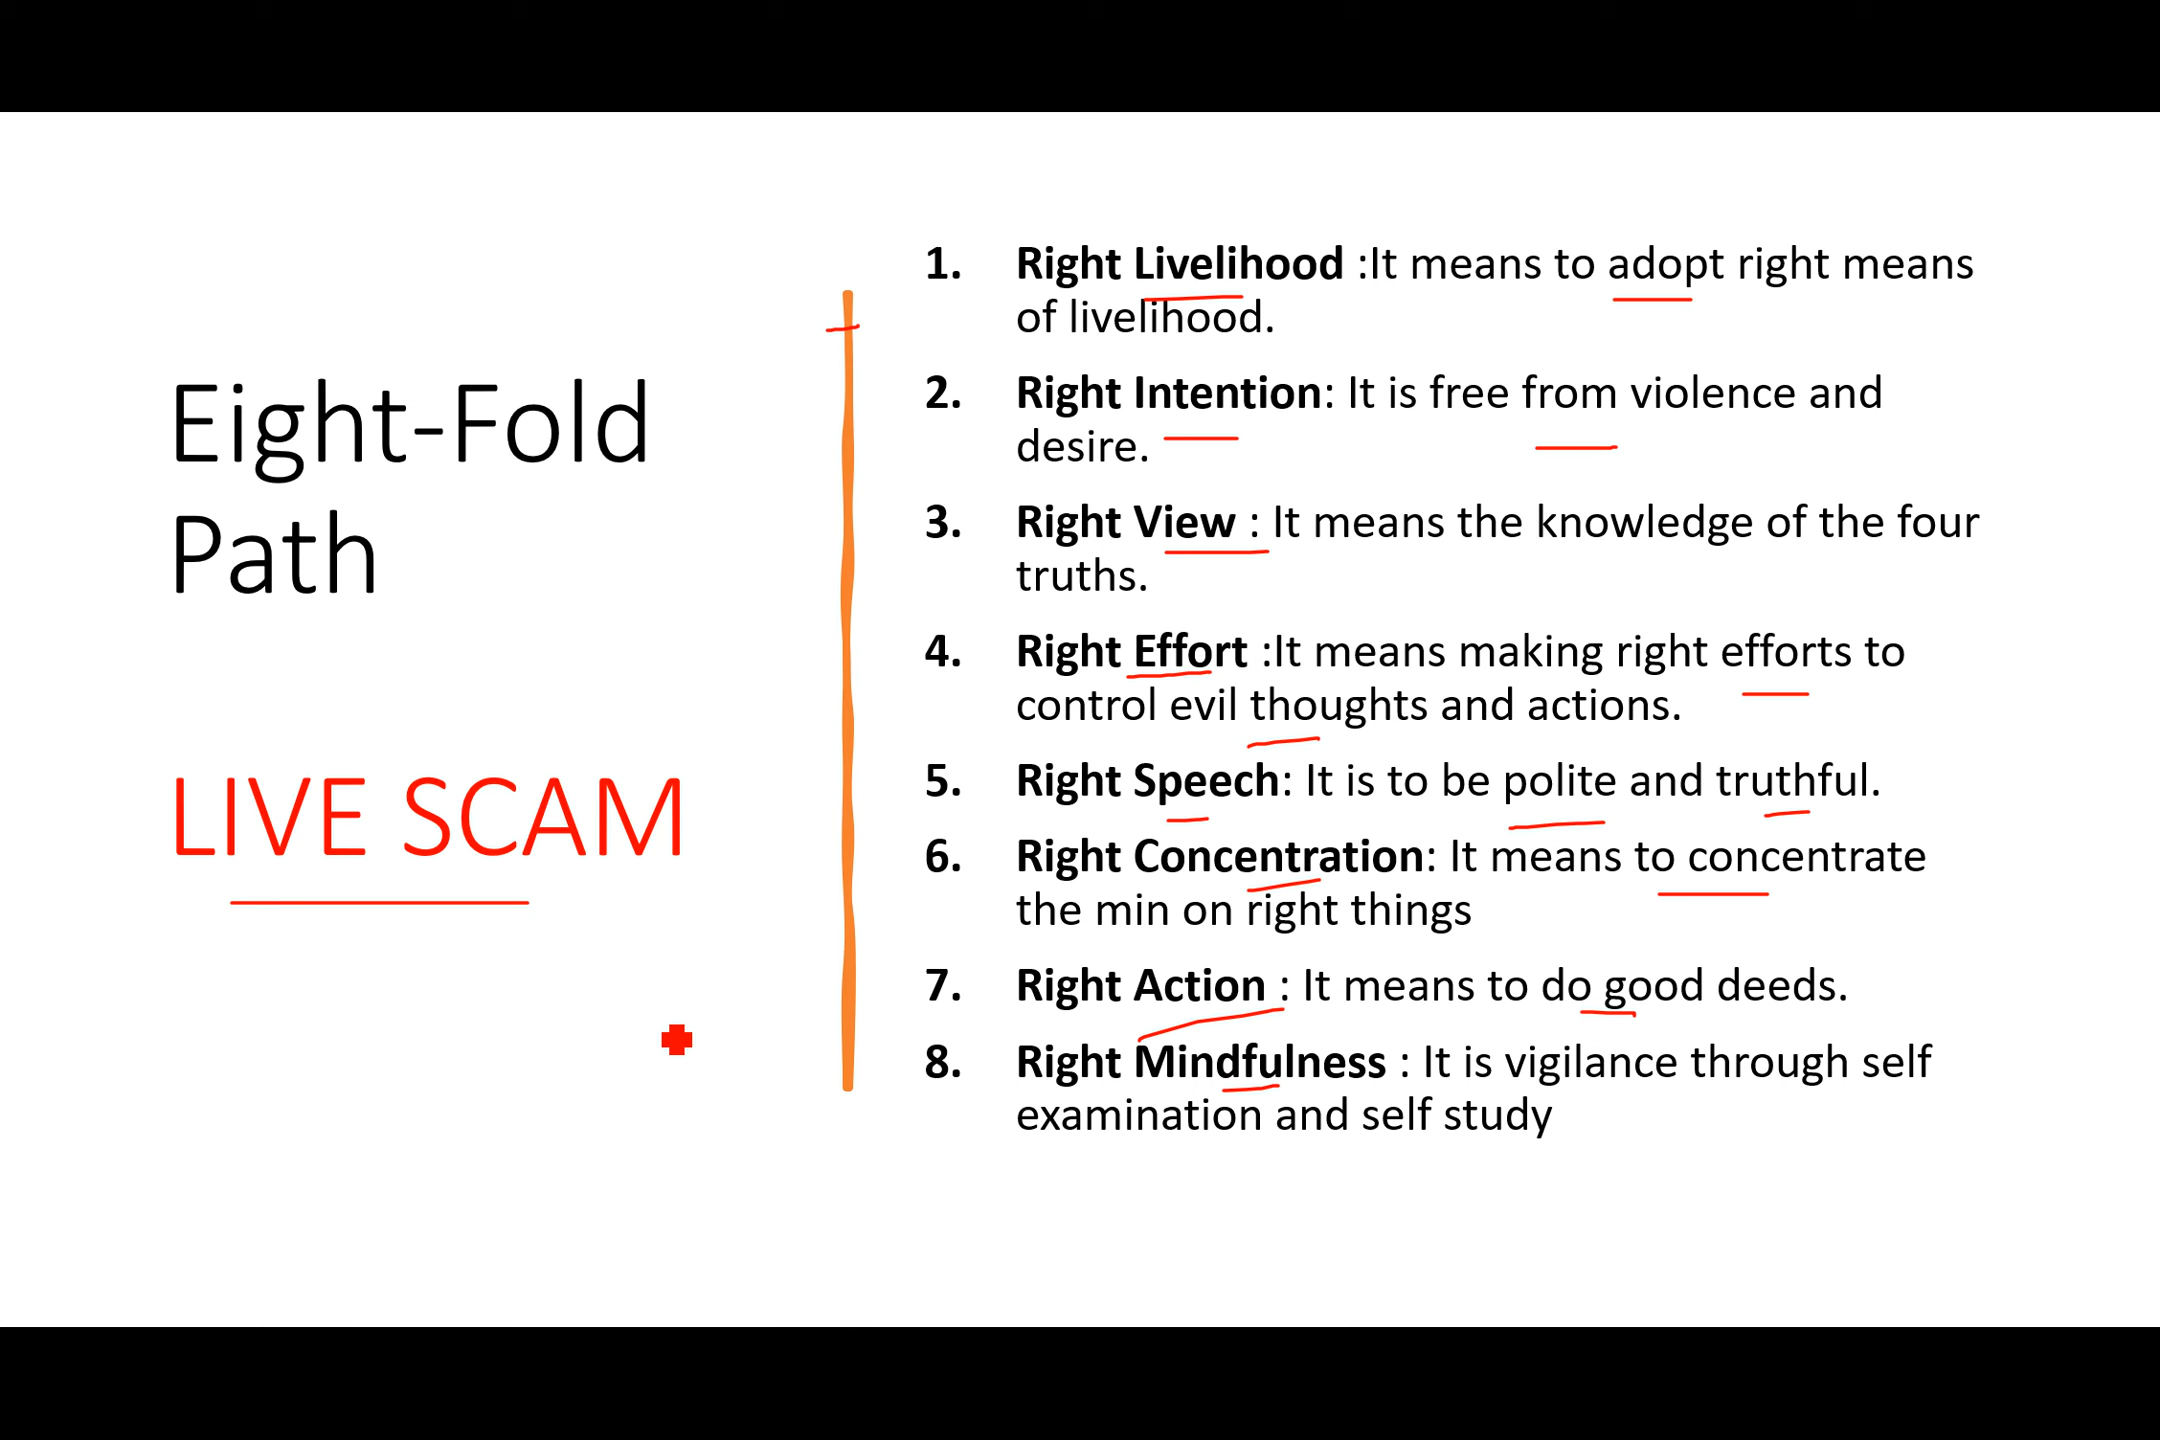 Eight-Fold
Path
LIVE SCAM
1. Right Livelihood :It means to adopt right means
of livelihood.
2. Right Intention: It is free from violence and
desire.
3. Right View : It means the knowledge of the four
truths.
4. Right Effort :It means making right efforts to
control evil thoughts and actions.
5. Right Speech: It is to be polite and truthful.
6. Right Concentration: It means to concentrate
the min on right things
7. Right Action : It means to do good deeds.
8. Right Mindfulness : It is vigilance through self
examination and self study